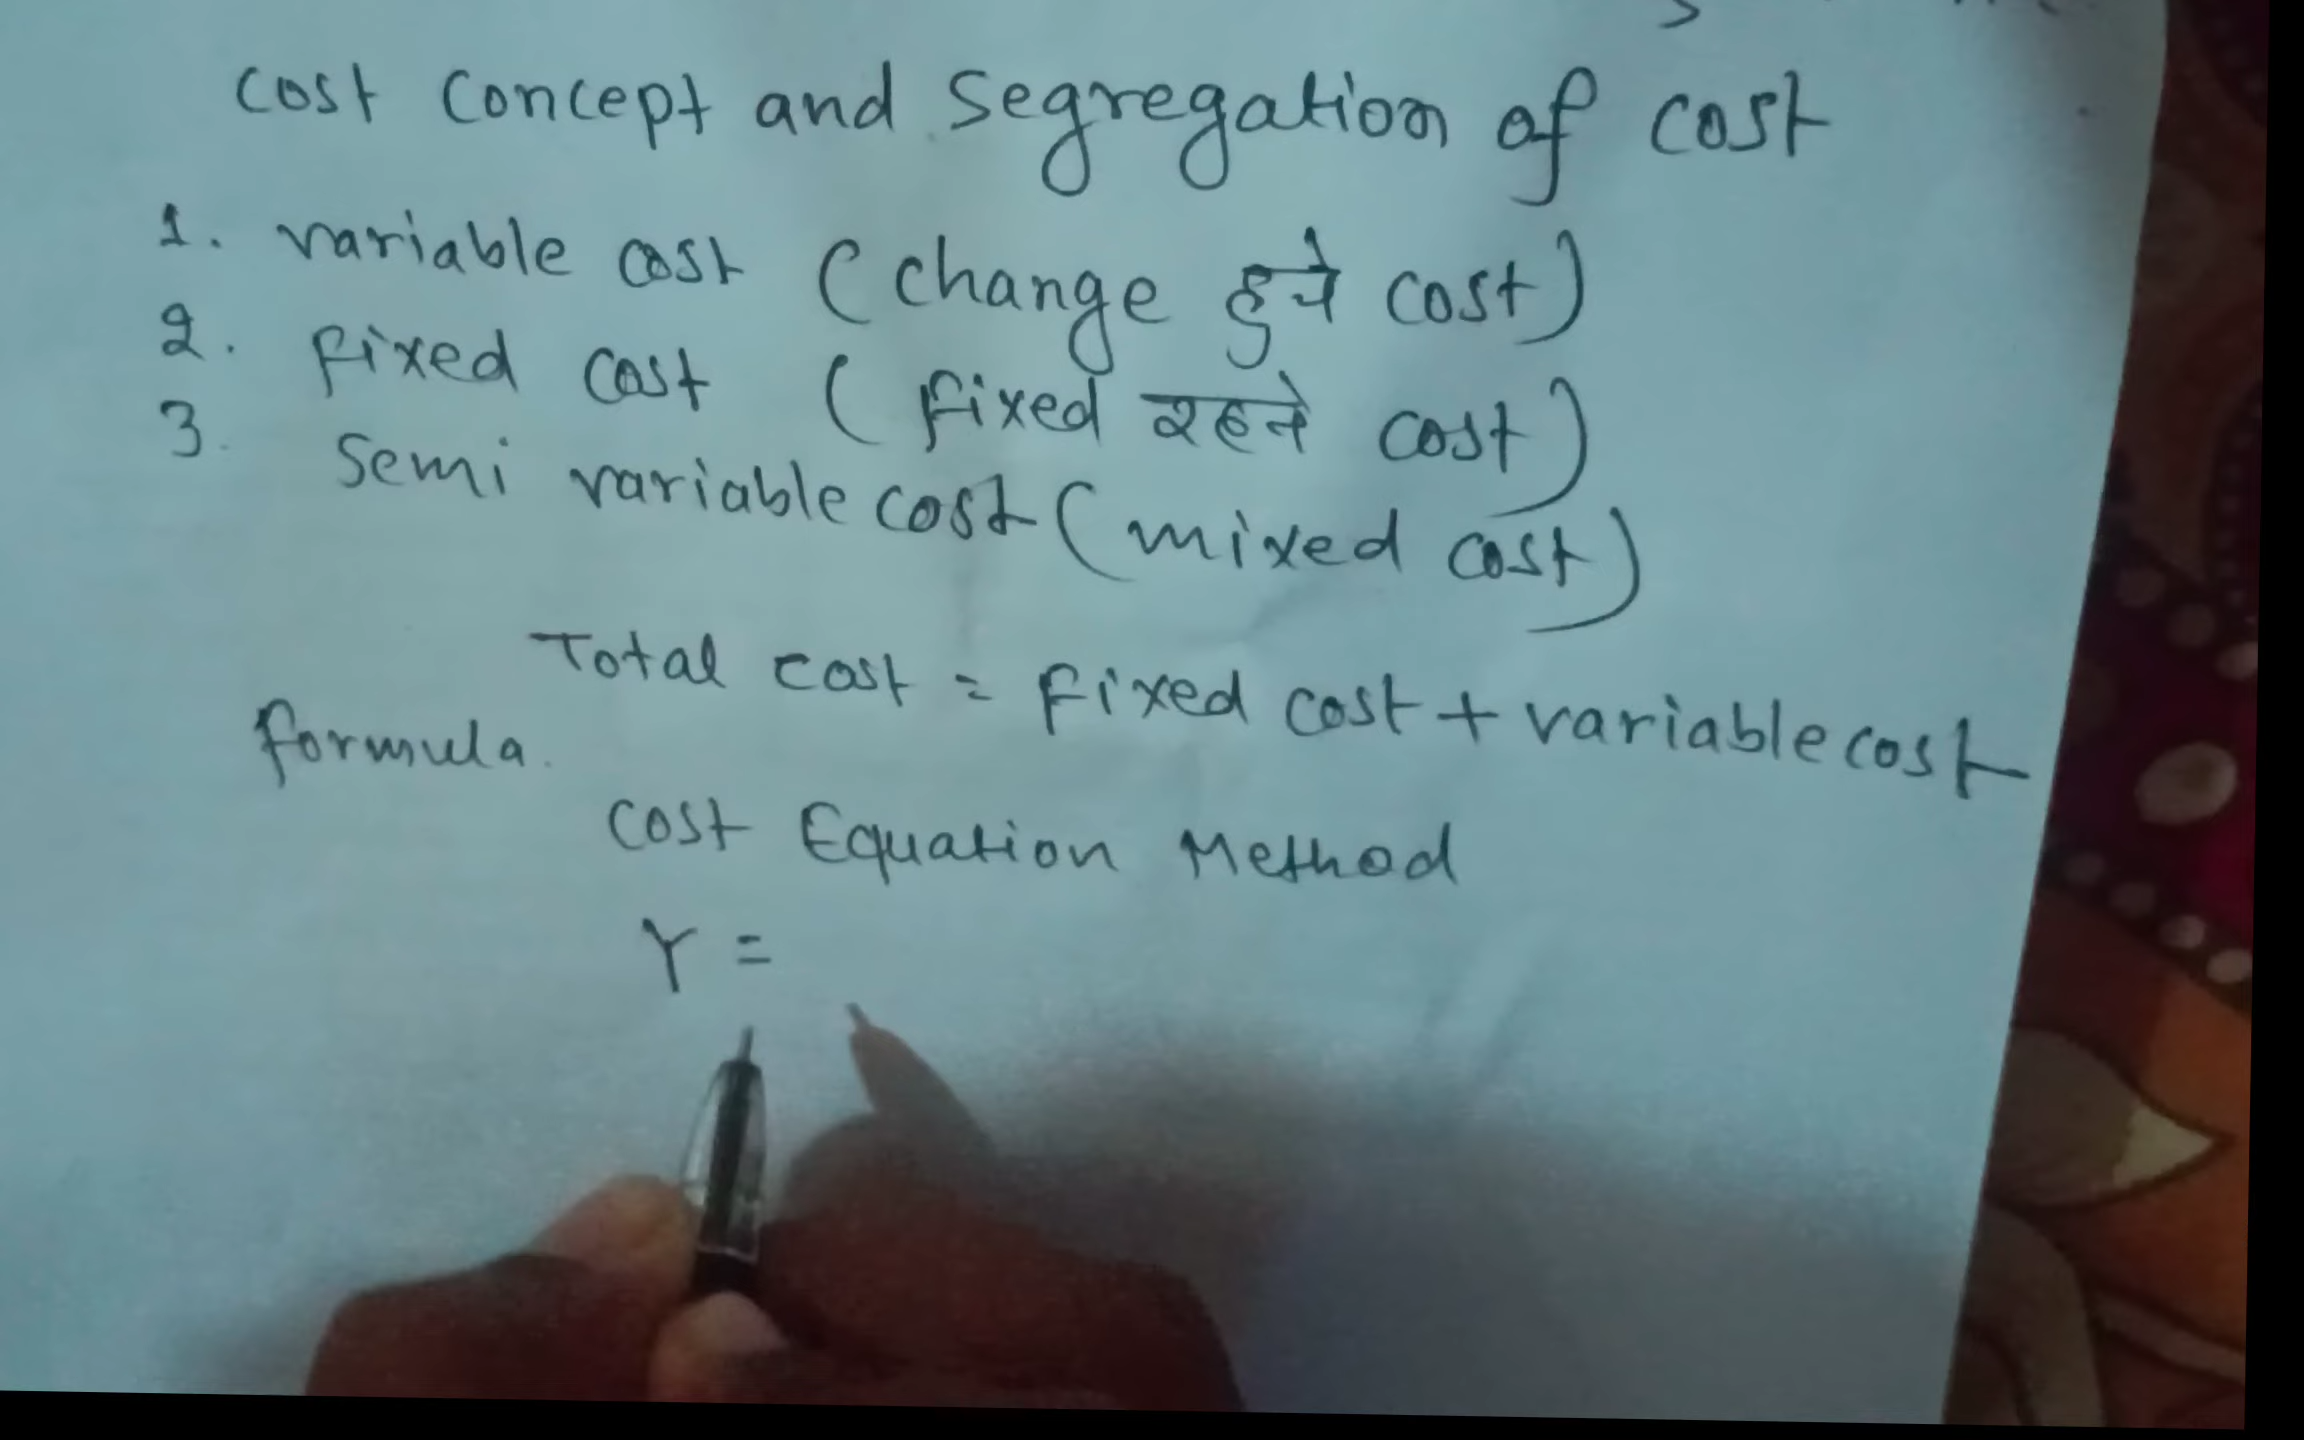 cost concept and segregation of cost
1. variable cost (change हुने cost)
2. fixed cost (fixed रहने cost)
3. semi variable cost (mixed cost)
Total cost = fixed cost + variable cost
formula.
cost Equation Method
Y =